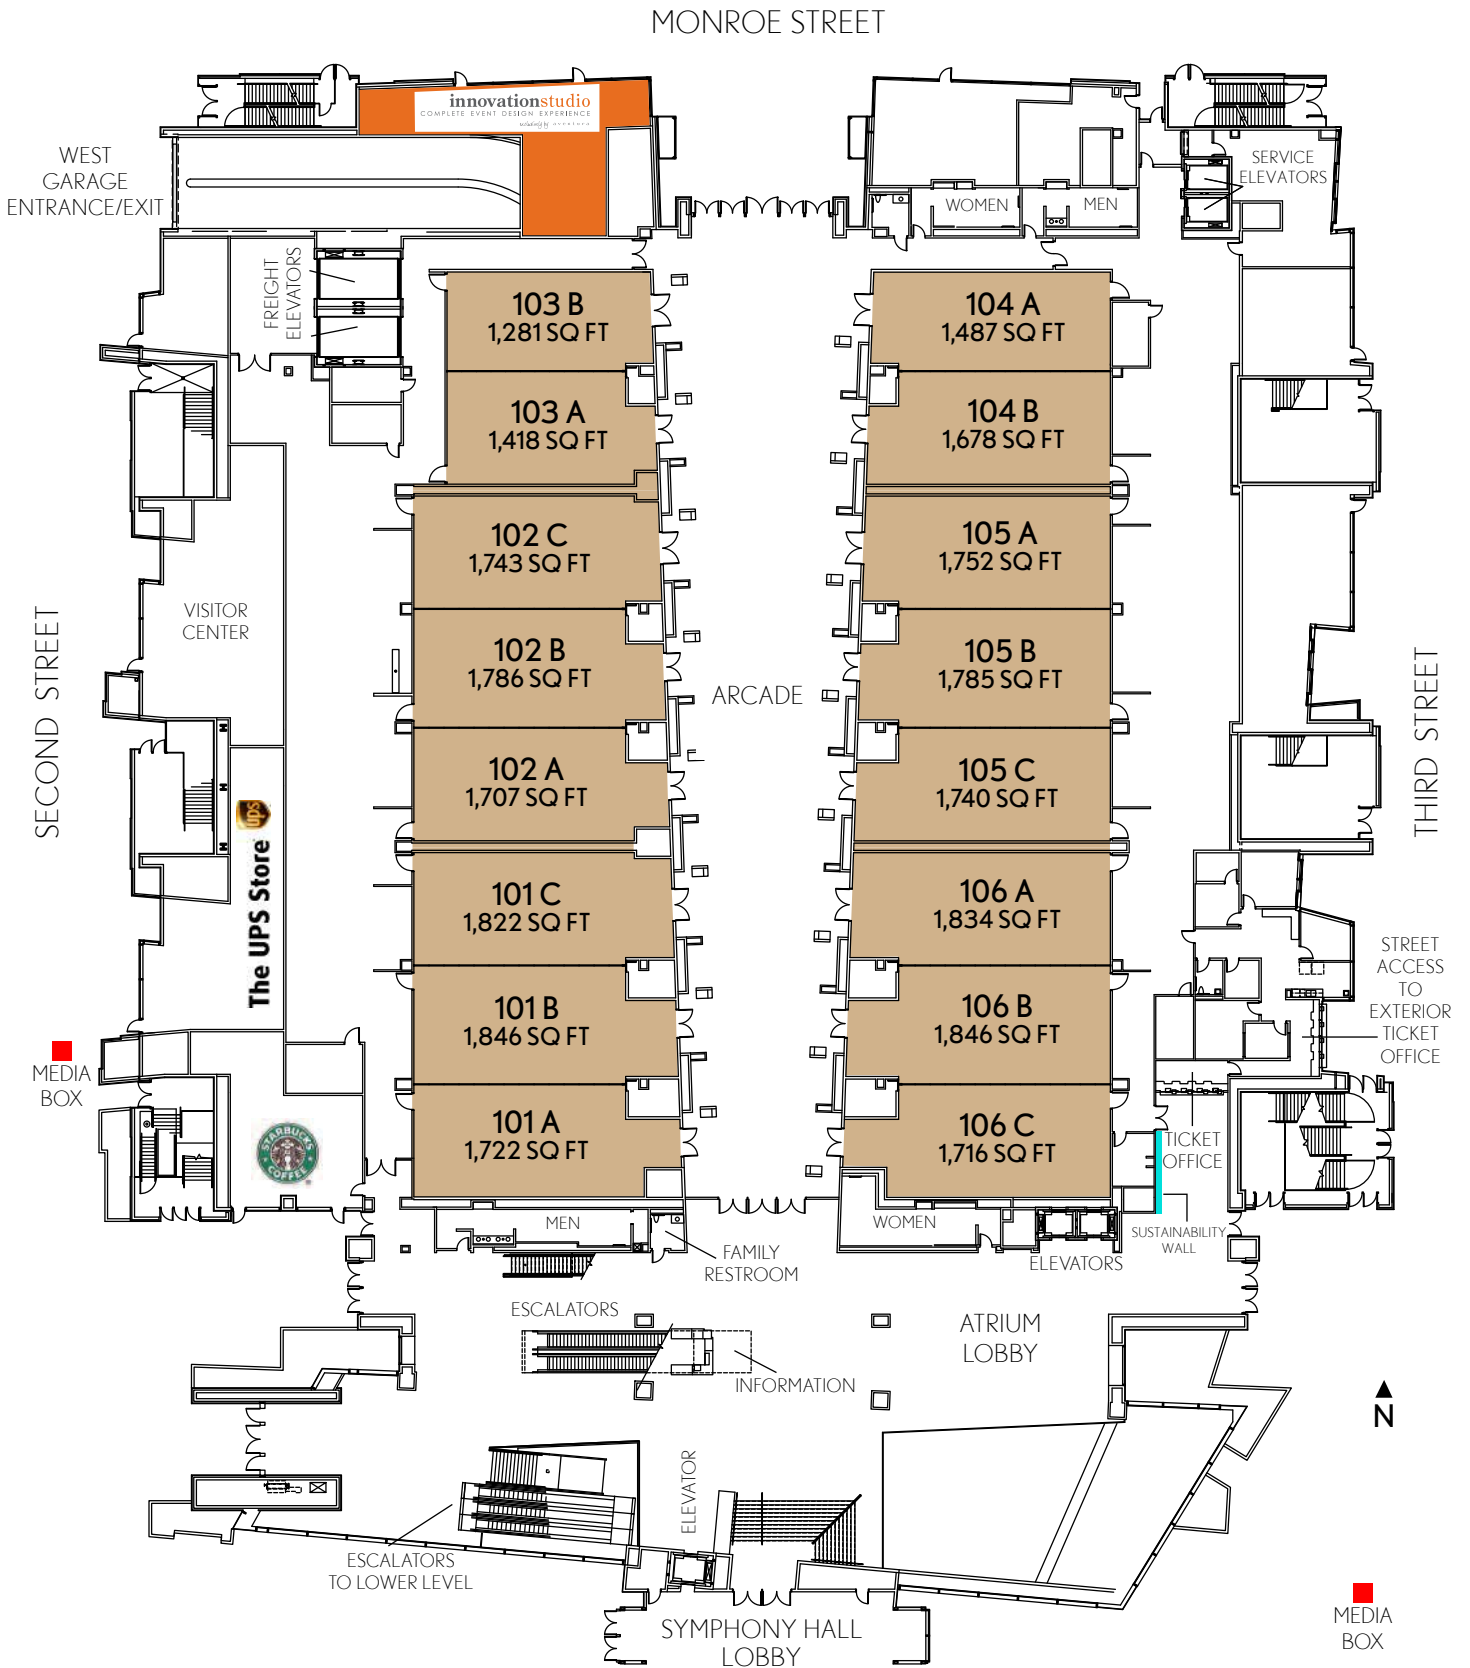 MONROE STREET
innovationstudio
COMPLETE EVENT DESIGN EXPERIENCE
WEST
GARAGE
ENTRANCE/EXIT
SERVICE
ELEVATORS
WOMEN
MEN
FREIGHT
ELEVATORS
103 B
1,281 SQ FT
104 A
1,487 SQ FT
103 A
1,418 SQ FT
104 B
1,678 SQ FT
102 C
1,743 SQ FT
105 A
1,752 SQ FT
VISITOR
CENTER
102 B
1,786 SQ FT
105 B
1,785 SQ FT
ARCADE
SECOND STREET
THIRD STREET
102 A
1,707 SQ FT
105 C
1,740 SQ FT
ups
The UPS Store
101 C
1,822 SQ FT
106 A
1,834 SQ FT
STREET
ACCESS
TO
EXTERIOR
TICKET
OFFICE
101 B
1,846 SQ FT
106 B
1,846 SQ FT
MEDIA
BOX
STARBUCKS
COFFEE
101 A
1,722 SQ FT
106 C
1,716 SQ FT
TICKET
OFFICE
MEN
WOMEN
SUSTAINABILITY
WALL
FAMILY
RESTROOM
ELEVATORS
ESCALATORS
ATRIUM
LOBBY
INFORMATION
N
ELEVATOR
ESCALATORS
TO LOWER LEVEL
SYMPHONY HALL
LOBBY
MEDIA
BOX